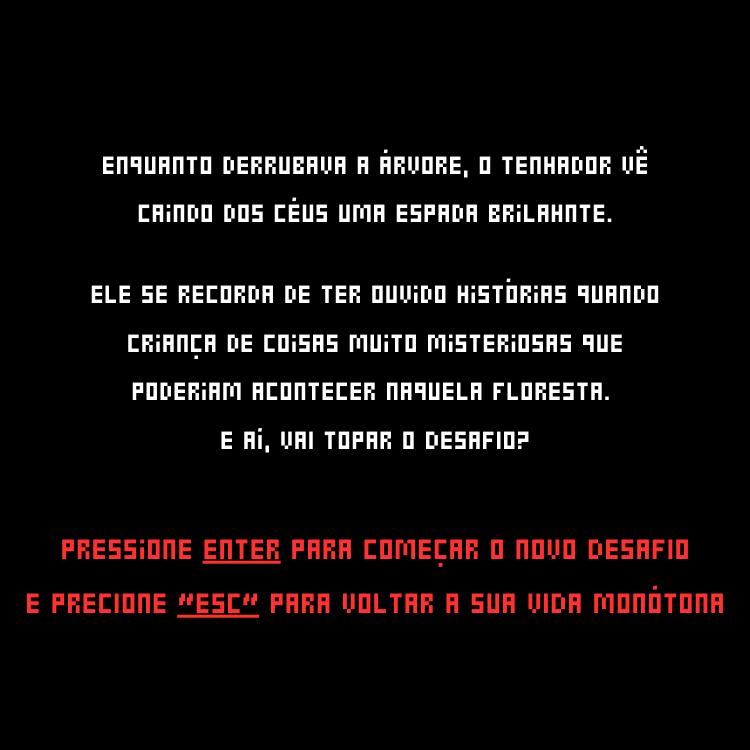 ENQUANTO DERRUBAVA A ÁRVORE, O TENHADOR VÊ
CAINDO DOS CÉUS UMA ESPADA BRILAHNTE.
ELE SE RECORDA DE TER OUVIDO HISTÓRIAS QUANDO
CRIANÇA DE COISAS MUITO MISTERIOSAS QUE
PODERIAM ACONTECER NAQUELA FLORESTA.
E AÍ, VAI TOPAR O DESAFIO?
PRESSIONE ENTER PARA COMEÇAR O NOVO DESAFIO
E PRECIONE "ESC" PARA VOLTAR A SUA VIDA MONÓTONA